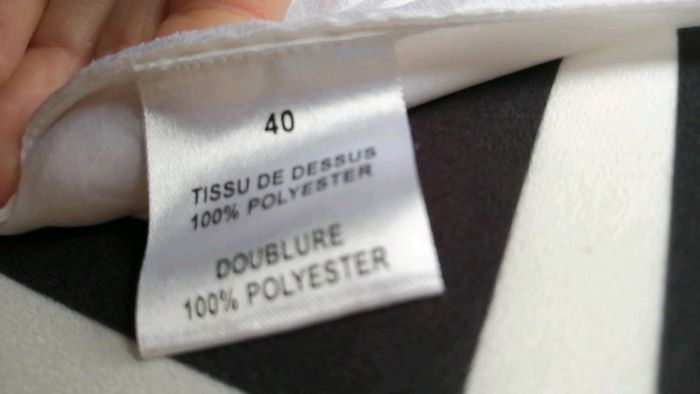 40
TISSU DE DESSUS
100% POLYESTER
DOUBLURE
100% POLYESTER